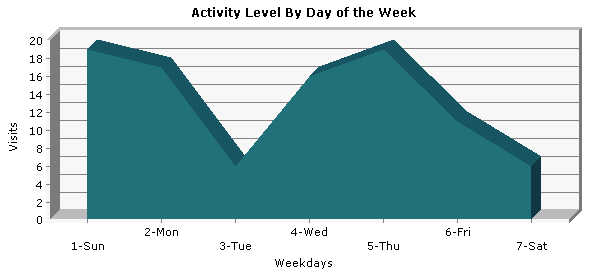 Activity Level By Day of the Week
20
18
16
14
12
10
8
6
4
2
0
Visits
2-Mon 4-Wed 6-Fri
1-Sun 3-Tue 5-Thu 7-Sat
Weekdays